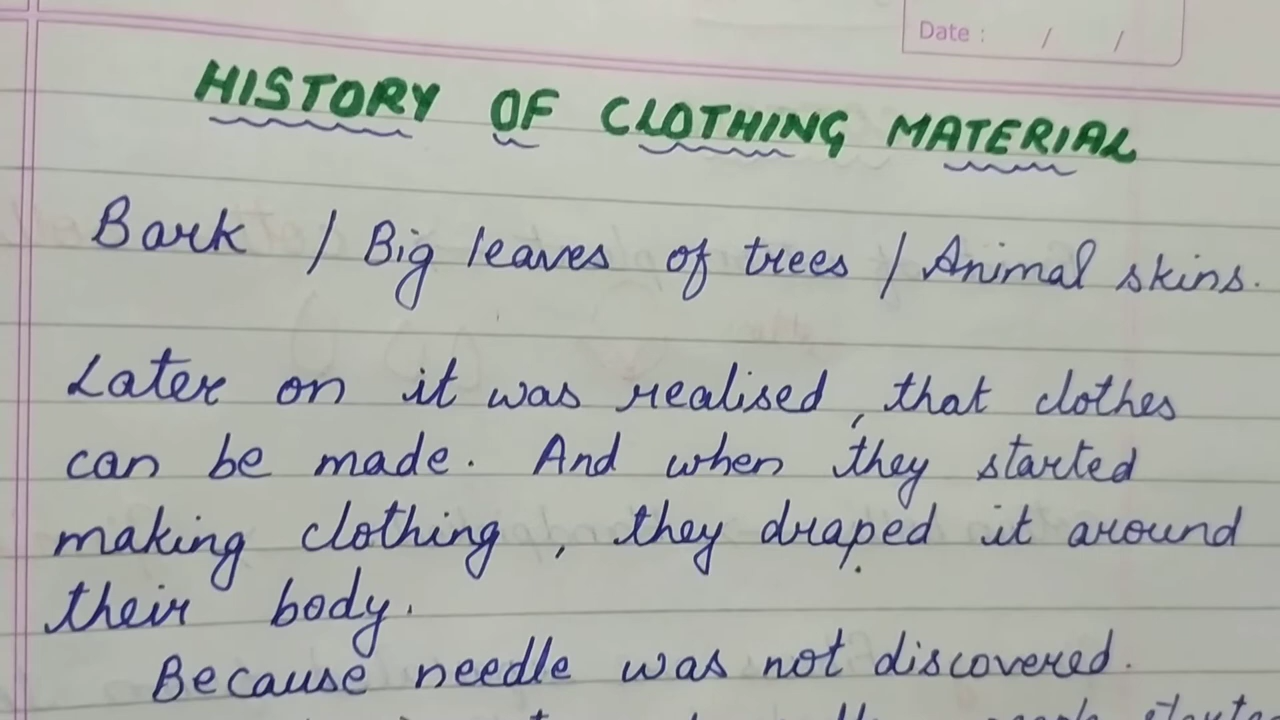 Date : / /
HISTORY OF CLOTHING MATERIAL
Bark / Big leaves of trees / Animal skins.
Later on it was realised, that clothes
can be made. And when they started
making clothing, they draped it around
their body.
Because needle was not discovered.